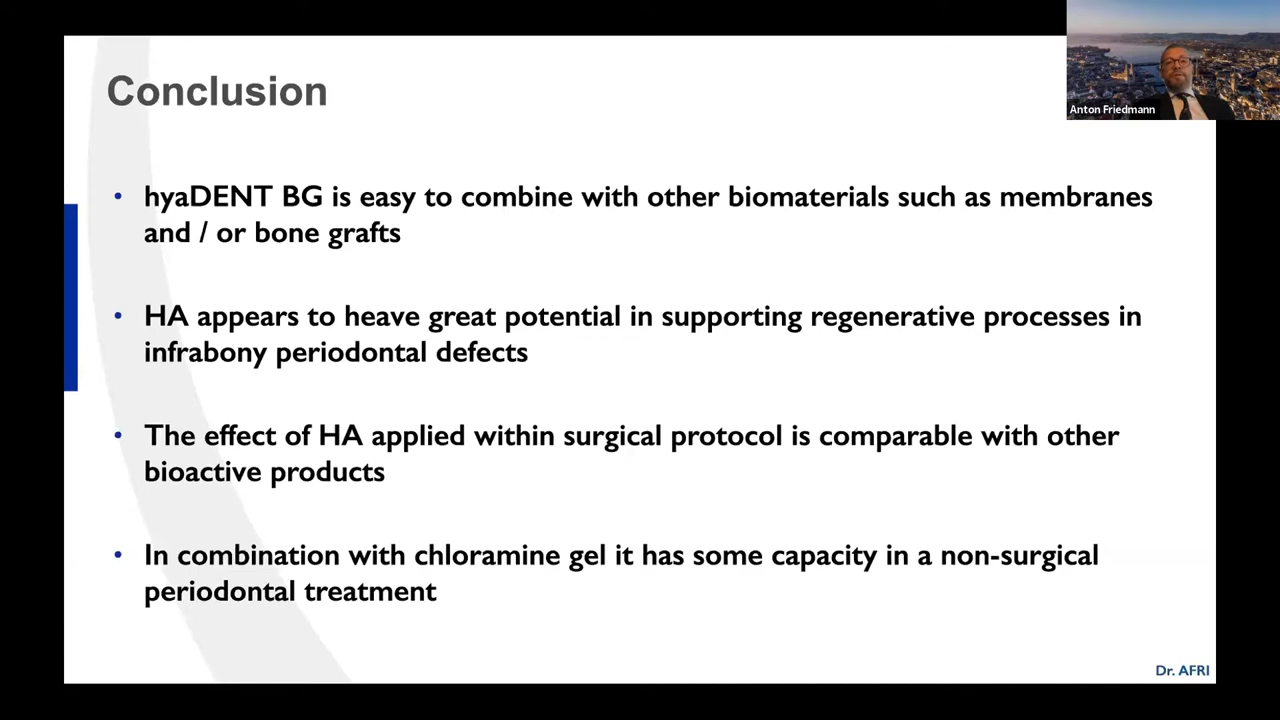 Conclusion
Anton Friedmann
• hyaDENT BG is easy to combine with other biomaterials such as membranes
and / or bone grafts
• HA appears to heave great potential in supporting regenerative processes in
infrabony periodontal defects
• The effect of HA applied within surgical protocol is comparable with other
bioactive products
• In combination with chloramine gel it has some capacity in a non-surgical
periodontal treatment
Dr. AFRI